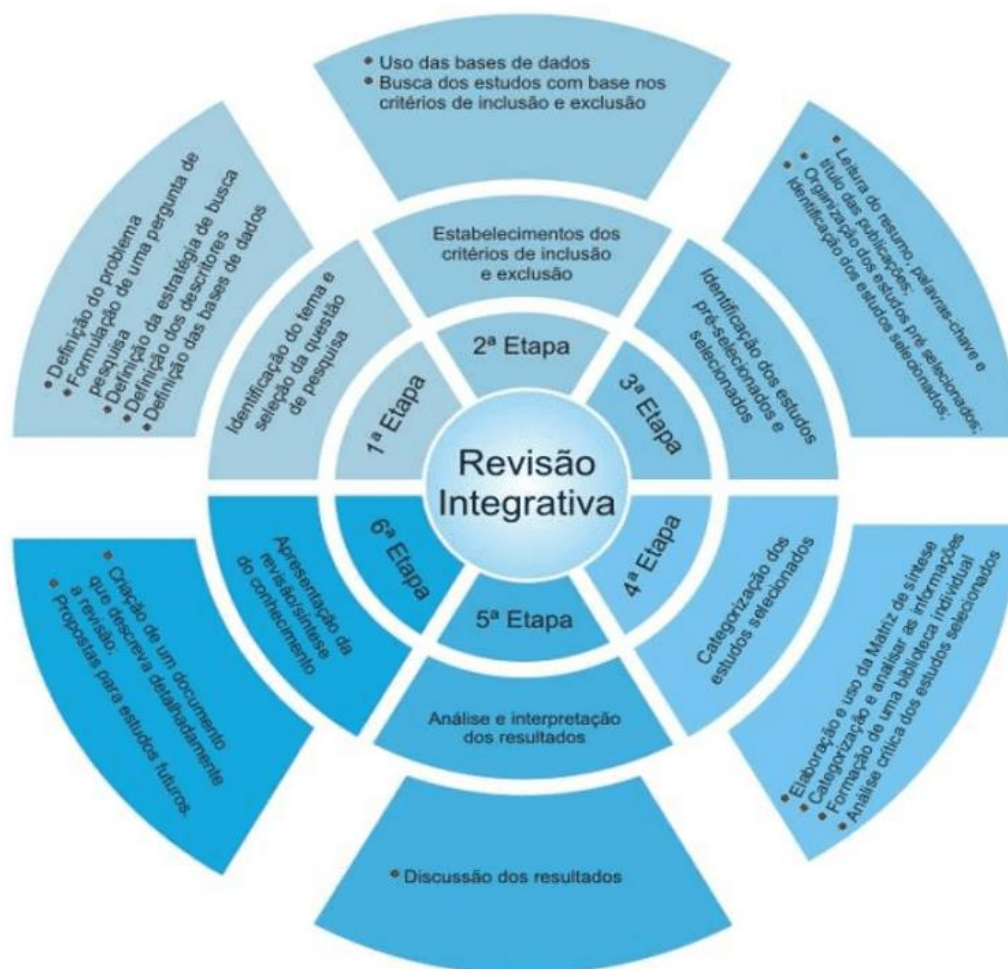 Revisão
Integrativa
1ª Etapa
Identificação do tema e
seleção da questão
de pesquisa
• Definição do problema
• Formulação de uma pergunta de
pesquisa
• Definição da estratégia de busca
• Definição dos descritores
• Definição das bases de dados
2ª Etapa
Estabelecimentos dos
critérios de inclusão
e exclusão
• Uso das bases de dados
• Busca dos estudos com base nos
critérios de inclusão e exclusão
3ª Etapa
Identificação dos estudos
pré-selecionados e
selecionados
• Leitura do resumo, palavras-chave e
título das publicações;
• Organização dos estudos pré selecionados;
• Identificação dos estudos selecionados;
4ª Etapa
Categorização dos
estudos selecionados
• Elaboração e uso da Matriz de síntese
• Categorização e analisar as informações
• Formação de uma biblioteca individual
• Análise crítica dos estudos selecionados
5ª Etapa
Análise e interpretação
dos resultados
• Discussão dos resultados
6ª Etapa
Apresentação da
revisão/síntese
do conhecimento
• Criação de um documento
que descreva detalhadamente
a revisão;
• Propostas para estudos futuros.